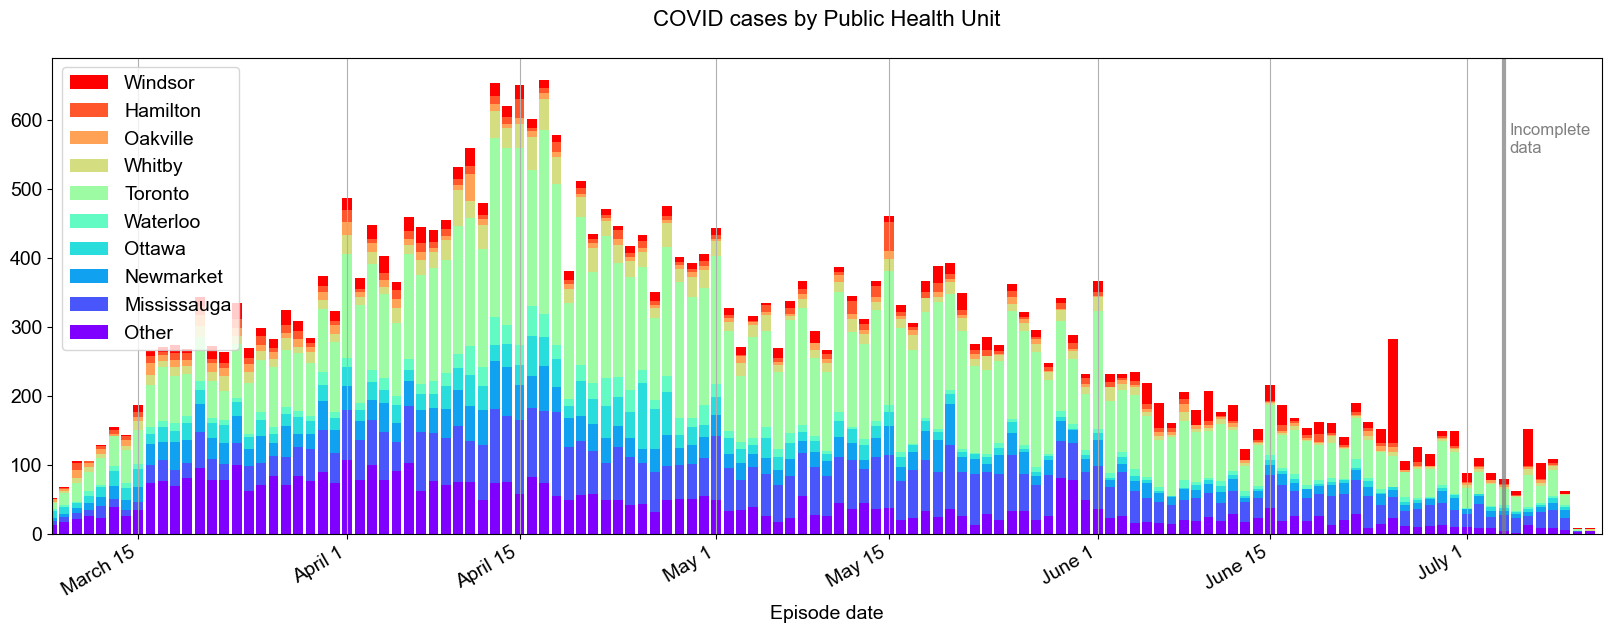 COVID cases by Public Health Unit
Windsor
Hamilton
Oakville
Whitby
Toronto
Waterloo
Ottawa
Newmarket
Mississauga
Other
Incomplete
data
600
500
400
300
200
100
0
March 15
April 1
April 15
May 1
May 15
June 1
June 15
July 1
Episode date